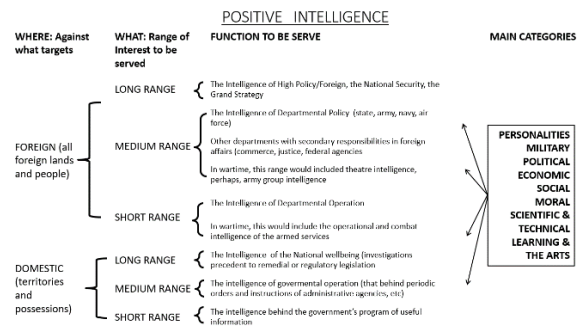 POSITIVE INTELLIGENCE
WHERE: Against
what targets
WHAT: Range of
Interest to be
served
FUNCTION TO BE SERVE
MAIN CATEGORIES
FOREIGN (all
foreign lands
and people)
LONG RANGE
The Intelligence of High Policy/Foreign, the National Security, the
Grand Strategy
MEDIUM RANGE
The Intelligence of Departmental Policy (state, army, navy, air
force)
Other departments with secondary responsibilities in foreign
affairs (commerce, justice, federal agencies
In wartime, this range would included theatre intelligence,
perhaps, army group intelligence
SHORT RANGE
The Intelligence of Departmental Operation
In wartime, this would include the operational and combat
intelligence of the armed services
DOMESTIC
(territories
and
possessions)
LONG RANGE
The Intelligence of the National wellbeing (investigations
precedent to remedial or regulatory legislation
MEDIUM RANGE
The intelligence of govermental operation (that behind periodic
orders and instructions of administrative agencies, etc)
SHORT RANGE
The intelligence behind the government's program of useful
information
PERSONALITIES
MILITARY
POLITICAL
ECONOMIC
SOCIAL
MORAL
SCIENTIFIC &
TECHNICAL
LEARNING &
THE ARTS